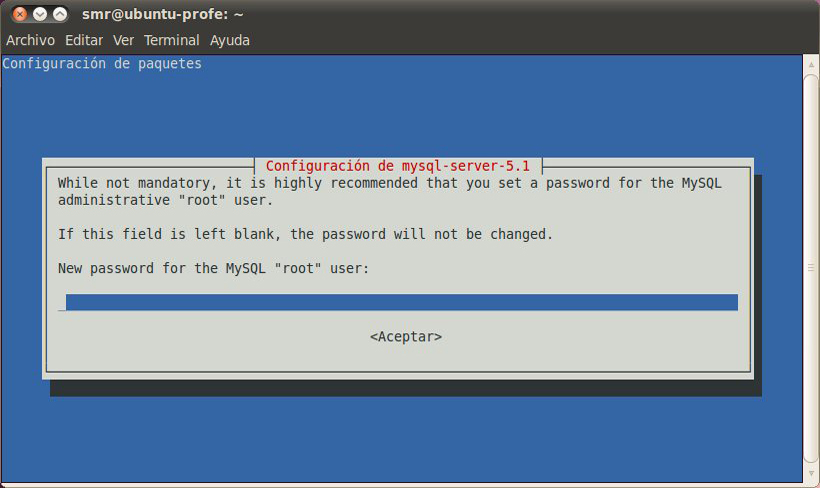 smr@ubuntu-profe: ~
Archivo Editar Ver Terminal Ayuda
Configuración de paquetes
Configuración de mysql-server-5.1
While not mandatory, it is highly recommended that you set a password for the MySQL
administrative "root" user.
If this field is left blank, the password will not be changed.
New password for the MySQL "root" user:
<Aceptar>